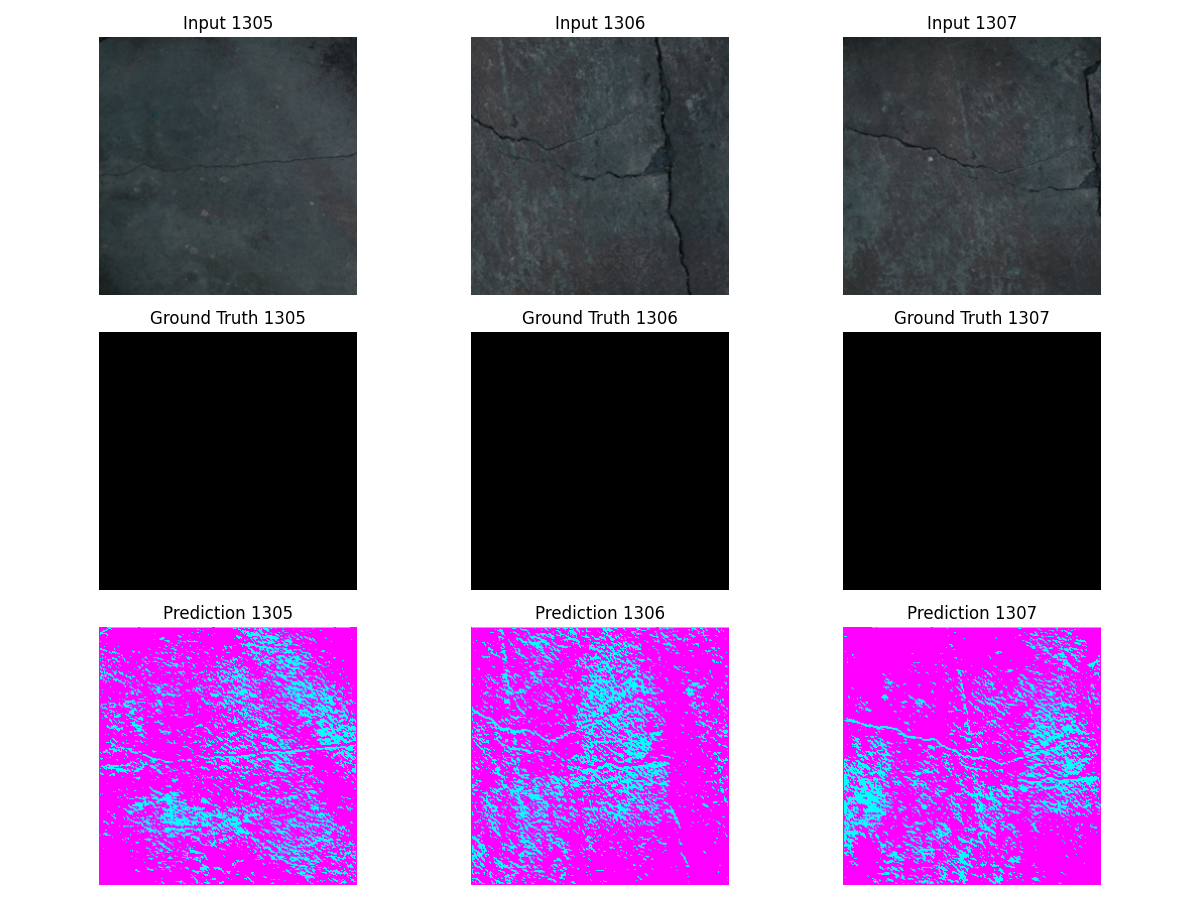 Input 1305
Input 1306
Input 1307
Ground Truth 1305
Ground Truth 1306
Ground Truth 1307
Prediction 1305
Prediction 1306
Prediction 1307